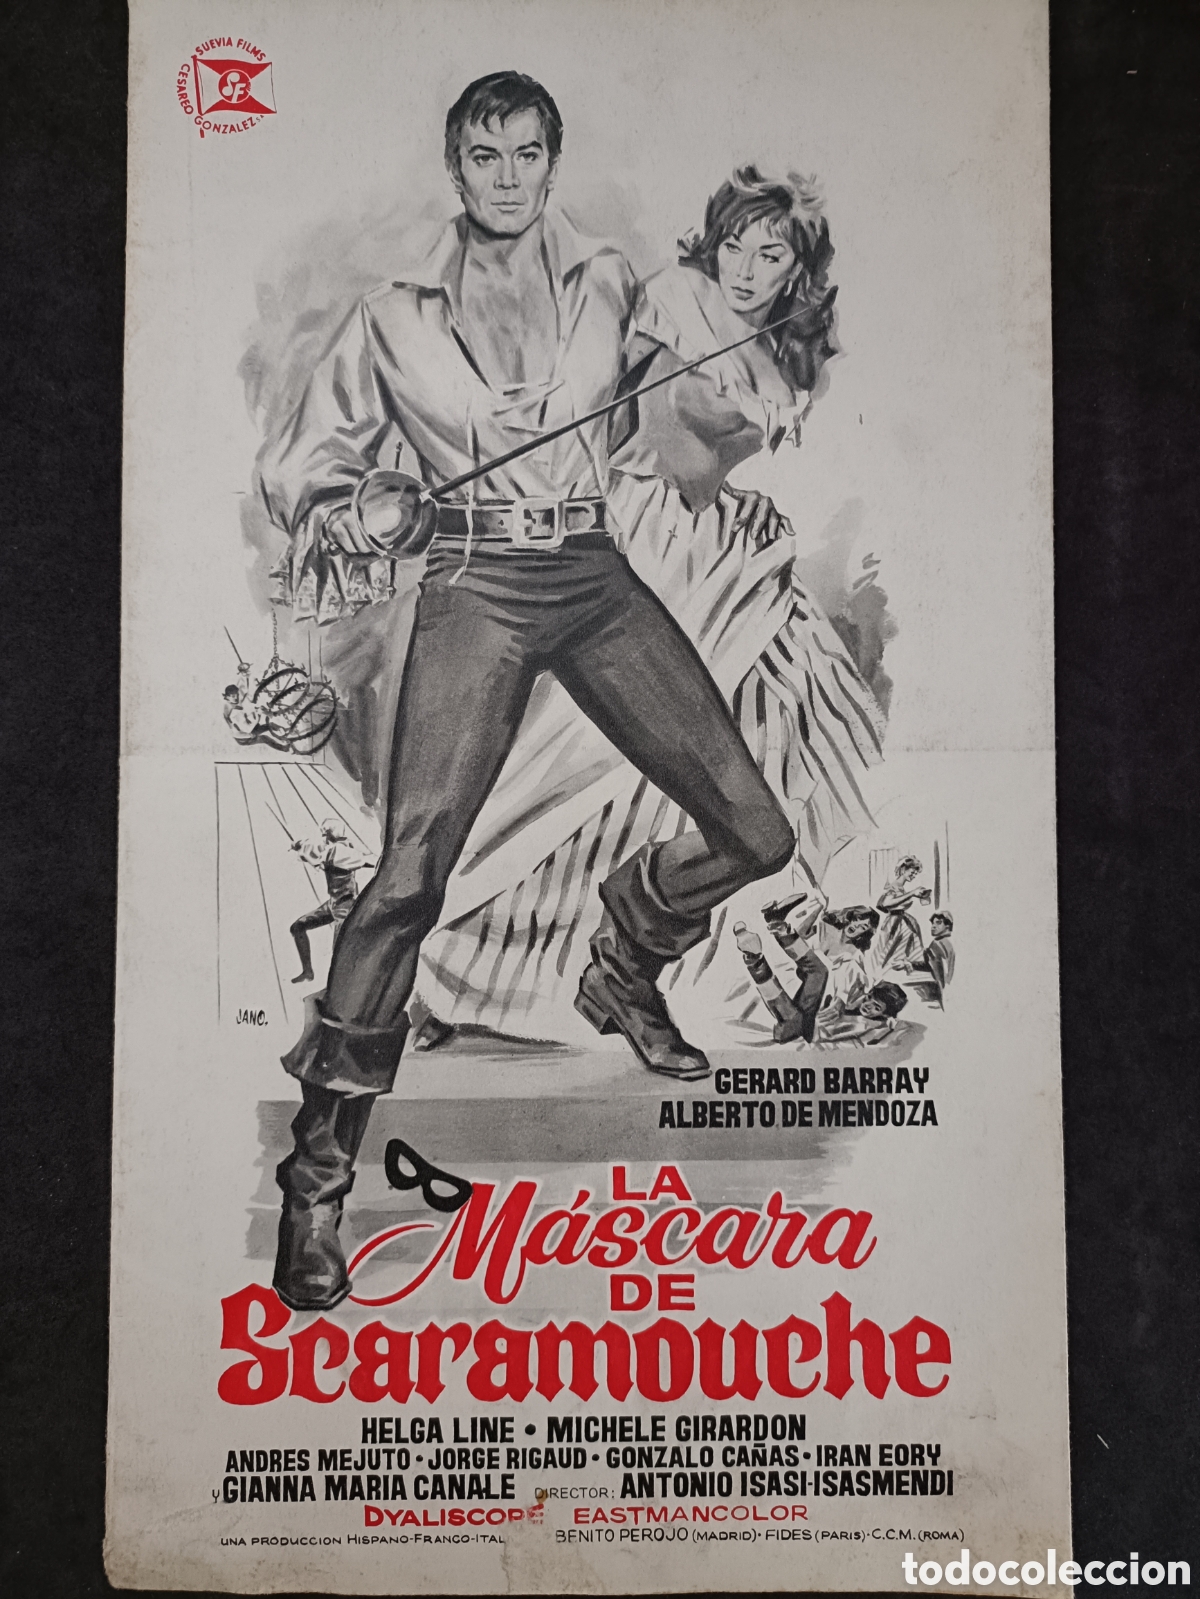 SUEVIA FILMS
CESAREO GONZALEZ S.A.
SF
JANO.
GERARD BARRAY
ALBERTO DE MENDOZA
LA
Máscara
DE
Scaramouche
HELGA LINE • MICHELE GIRARDON
ANDRES MEJUTO • JORGE RIGAUD • GONZALO CAÑAS • IRAN EORY
Y GIANNA MARIA CANALE DIRECTOR: ANTONIO ISASI-ISASMENDI
DYALISCOPE EASTMANCOLOR
UNA PRODUCCION HISPANO-FRANCO-ITAL BENITO PEROJO (MADRID) • FIDES (PARIS) • C.C.M. (ROMA)
todocoleccion